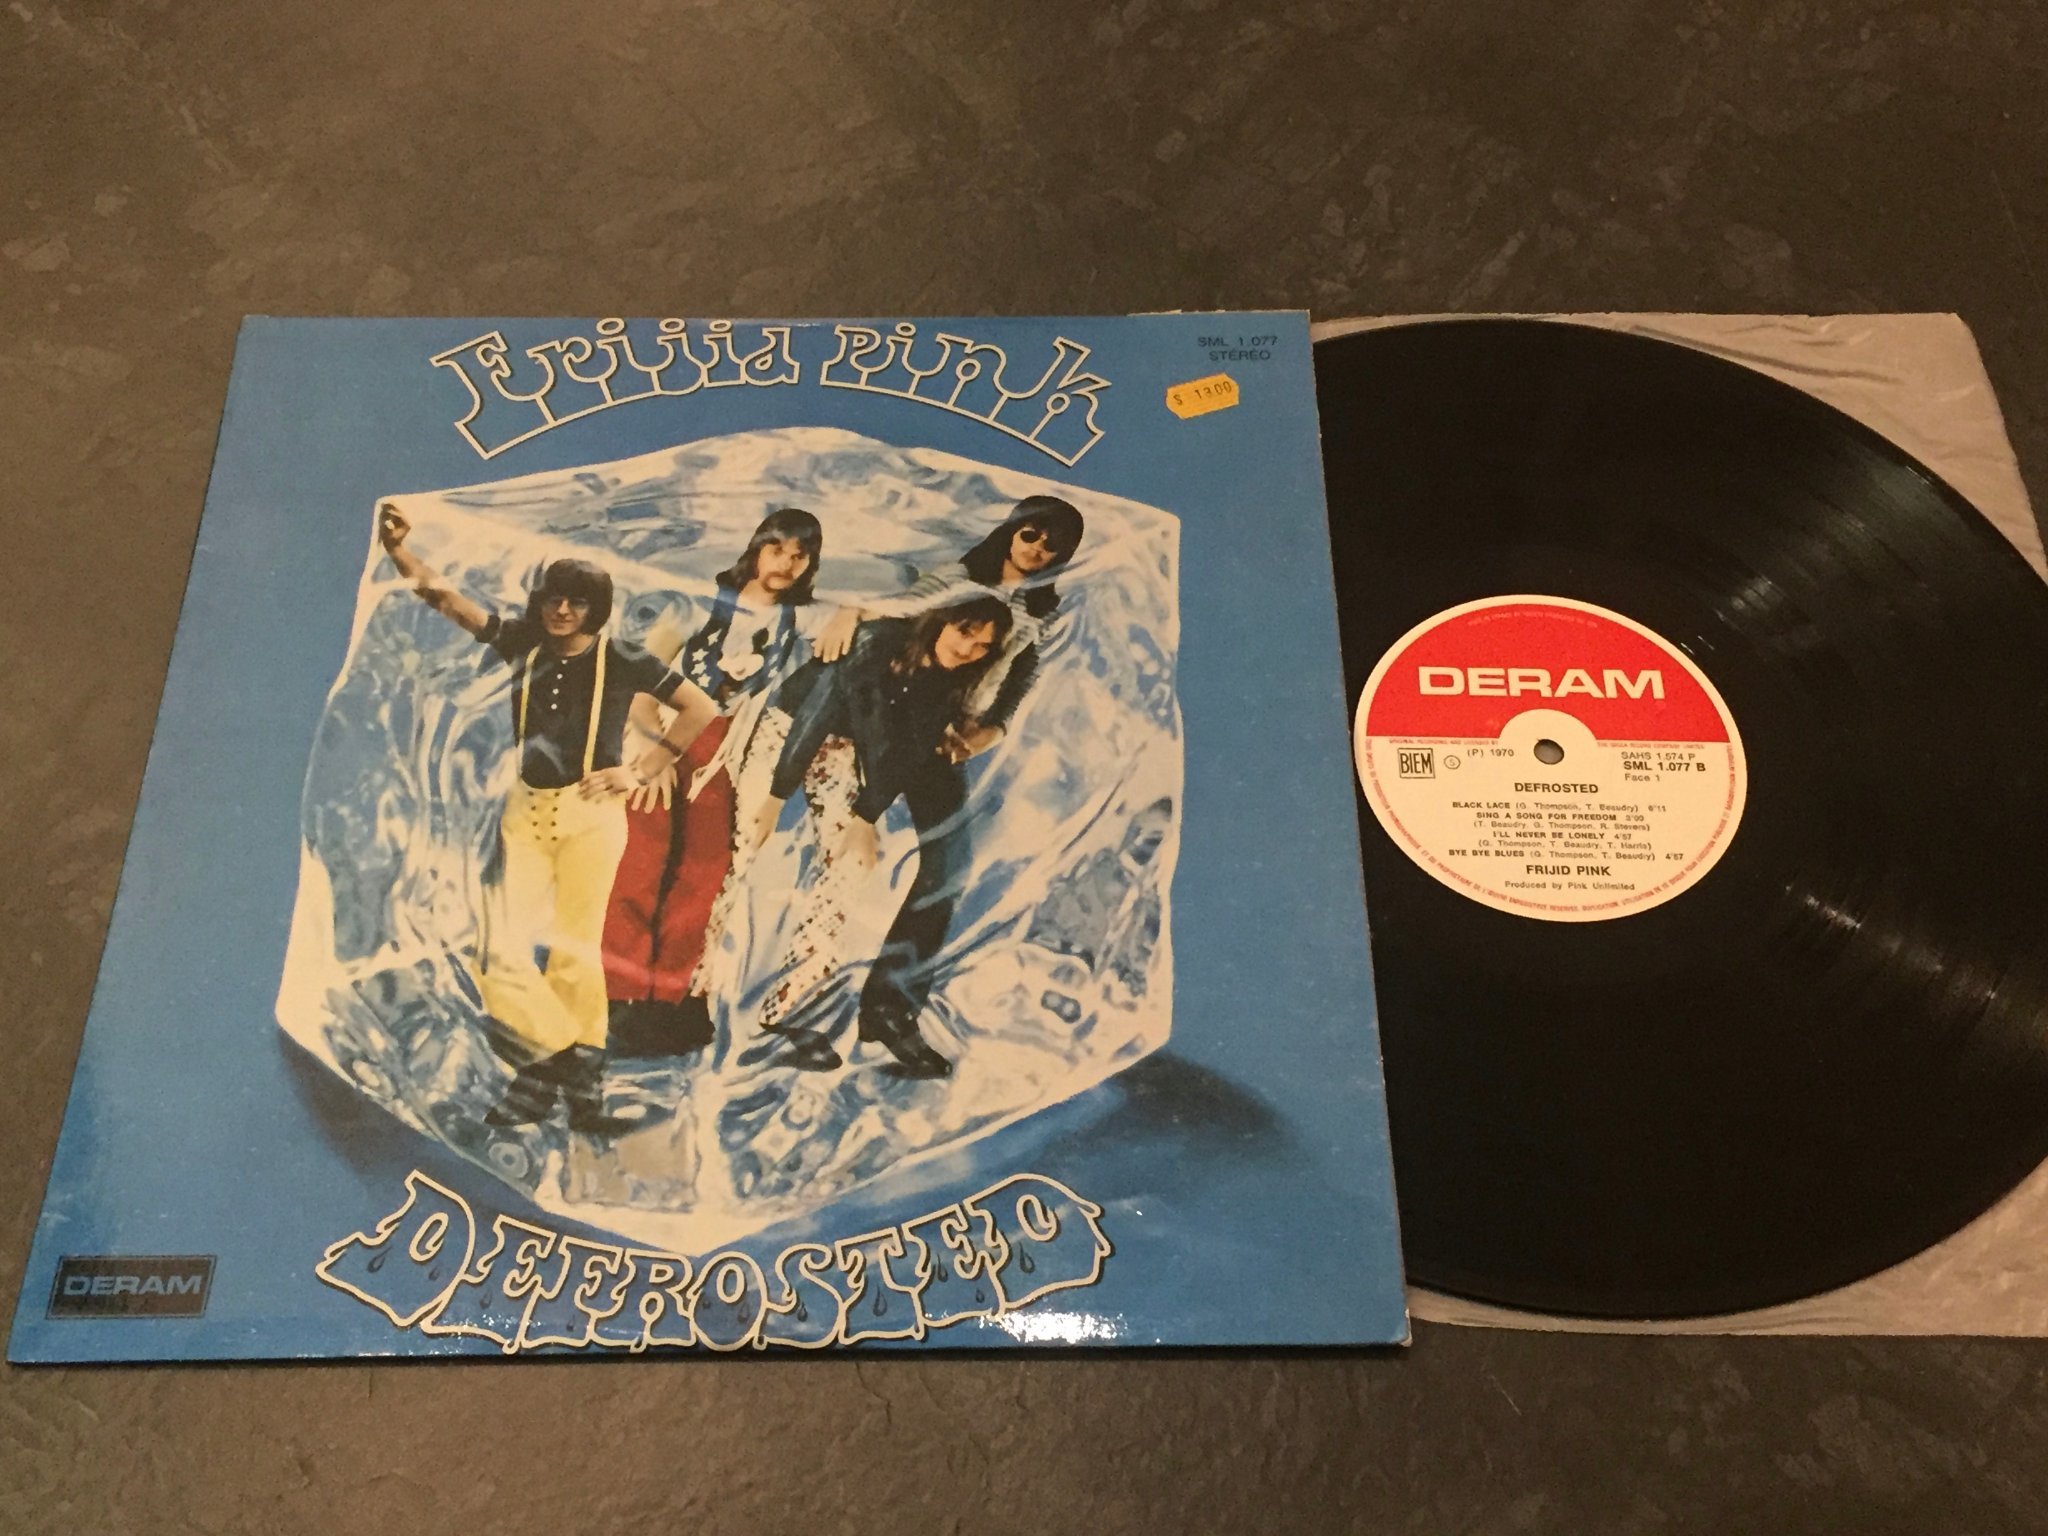 Frijid Pink
SML 1.077
STÉRÉO
$ 13.00
DEFROSTED
DERAM
DERAM
BIEM
S
(P) 1970
SAHS 1.574 P
SML 1.077 B
Face 1
DEFROSTED
BLACK LACE (G. Thompson, T. Beaudry) 6'11
SING A SONG FOR FREEDOM 3'00
(T. Beaudry, G. Thompson, R. Stevers)
I'LL NEVER BE LONELY 4'57
(G. Thompson, T. Beaudry, T. Harris)
BYE BYE BLUES (G. Thompson, T. Beaudry) 4'57
FRIJID PINK
Produced by Pink Unlimited